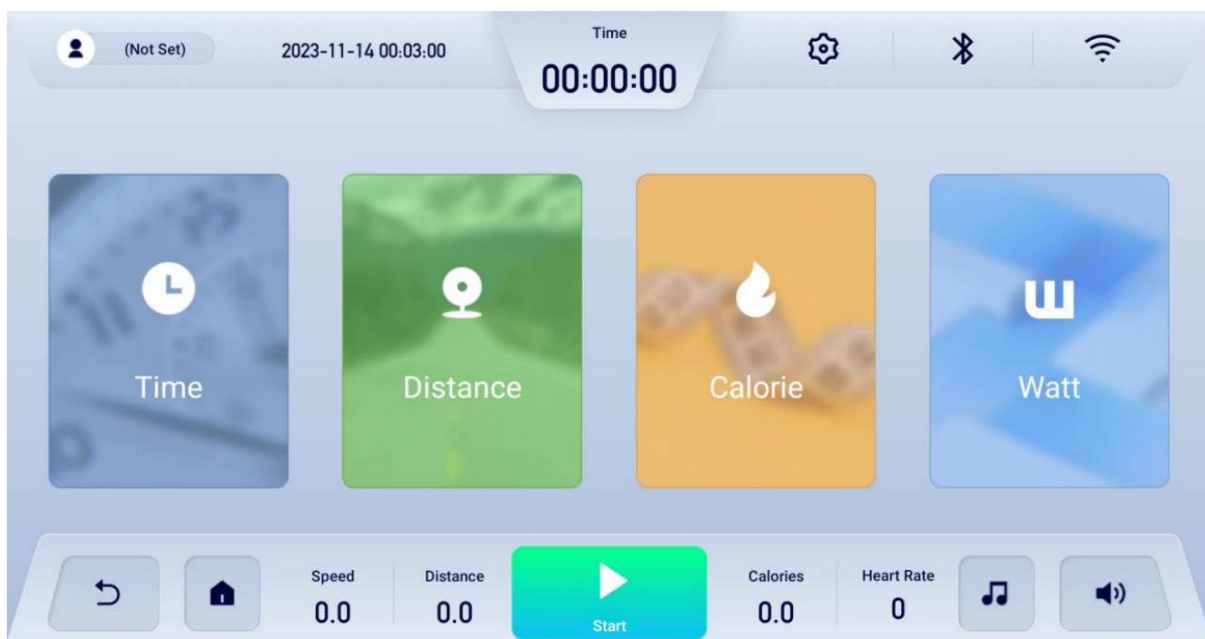 Time
(Not Set)
2023-11-14 00:03:00
00:00:00
Time
Distance
Calorie
W
Watt
Speed
Distance
Calories
Heart Rate
0.0
0.0
0.0
0
Start